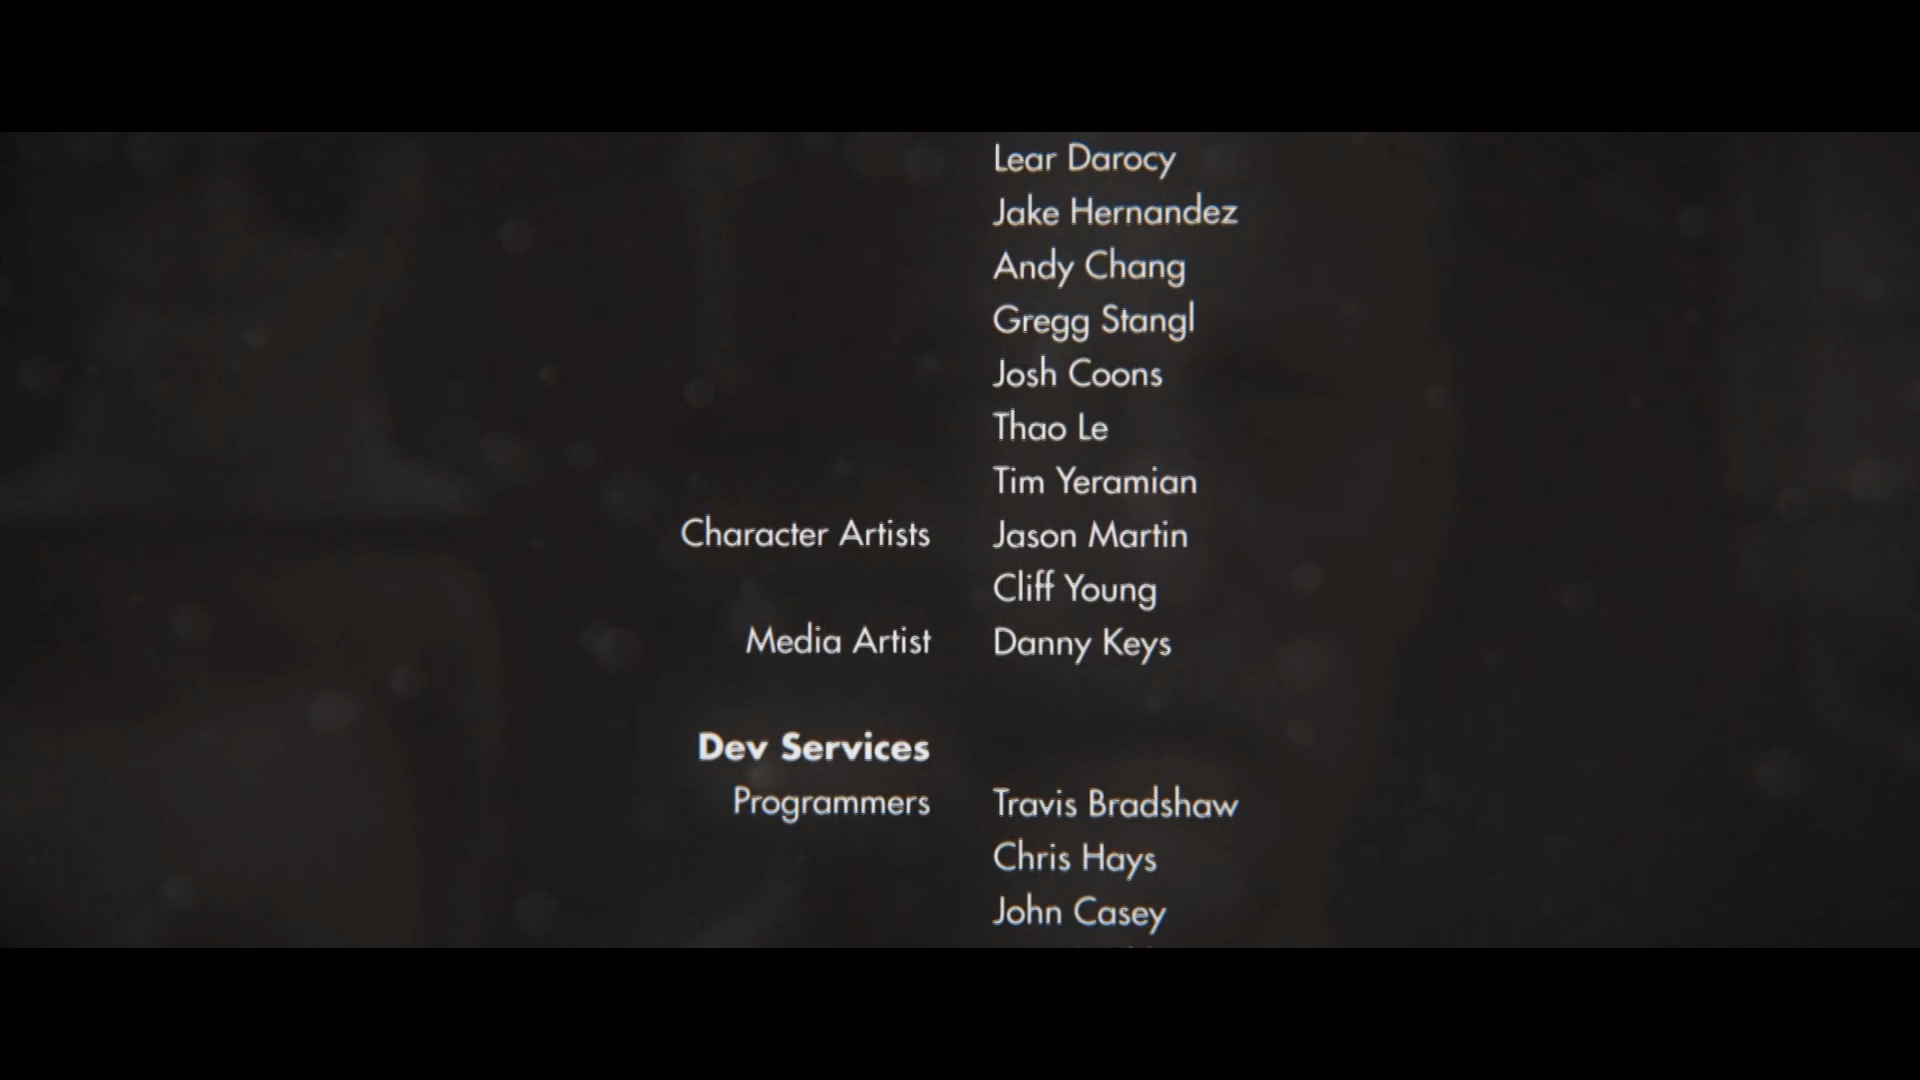 Lear Darocy
Jake Hernandez
Andy Chang
Gregg Stangl
Josh Coons
Thao Le
Tim Yeramian
Character Artists Jason Martin
Cliff Young
Media Artist Danny Keys
Dev Services
Programmers Travis Bradshaw
Chris Hays
John Casey